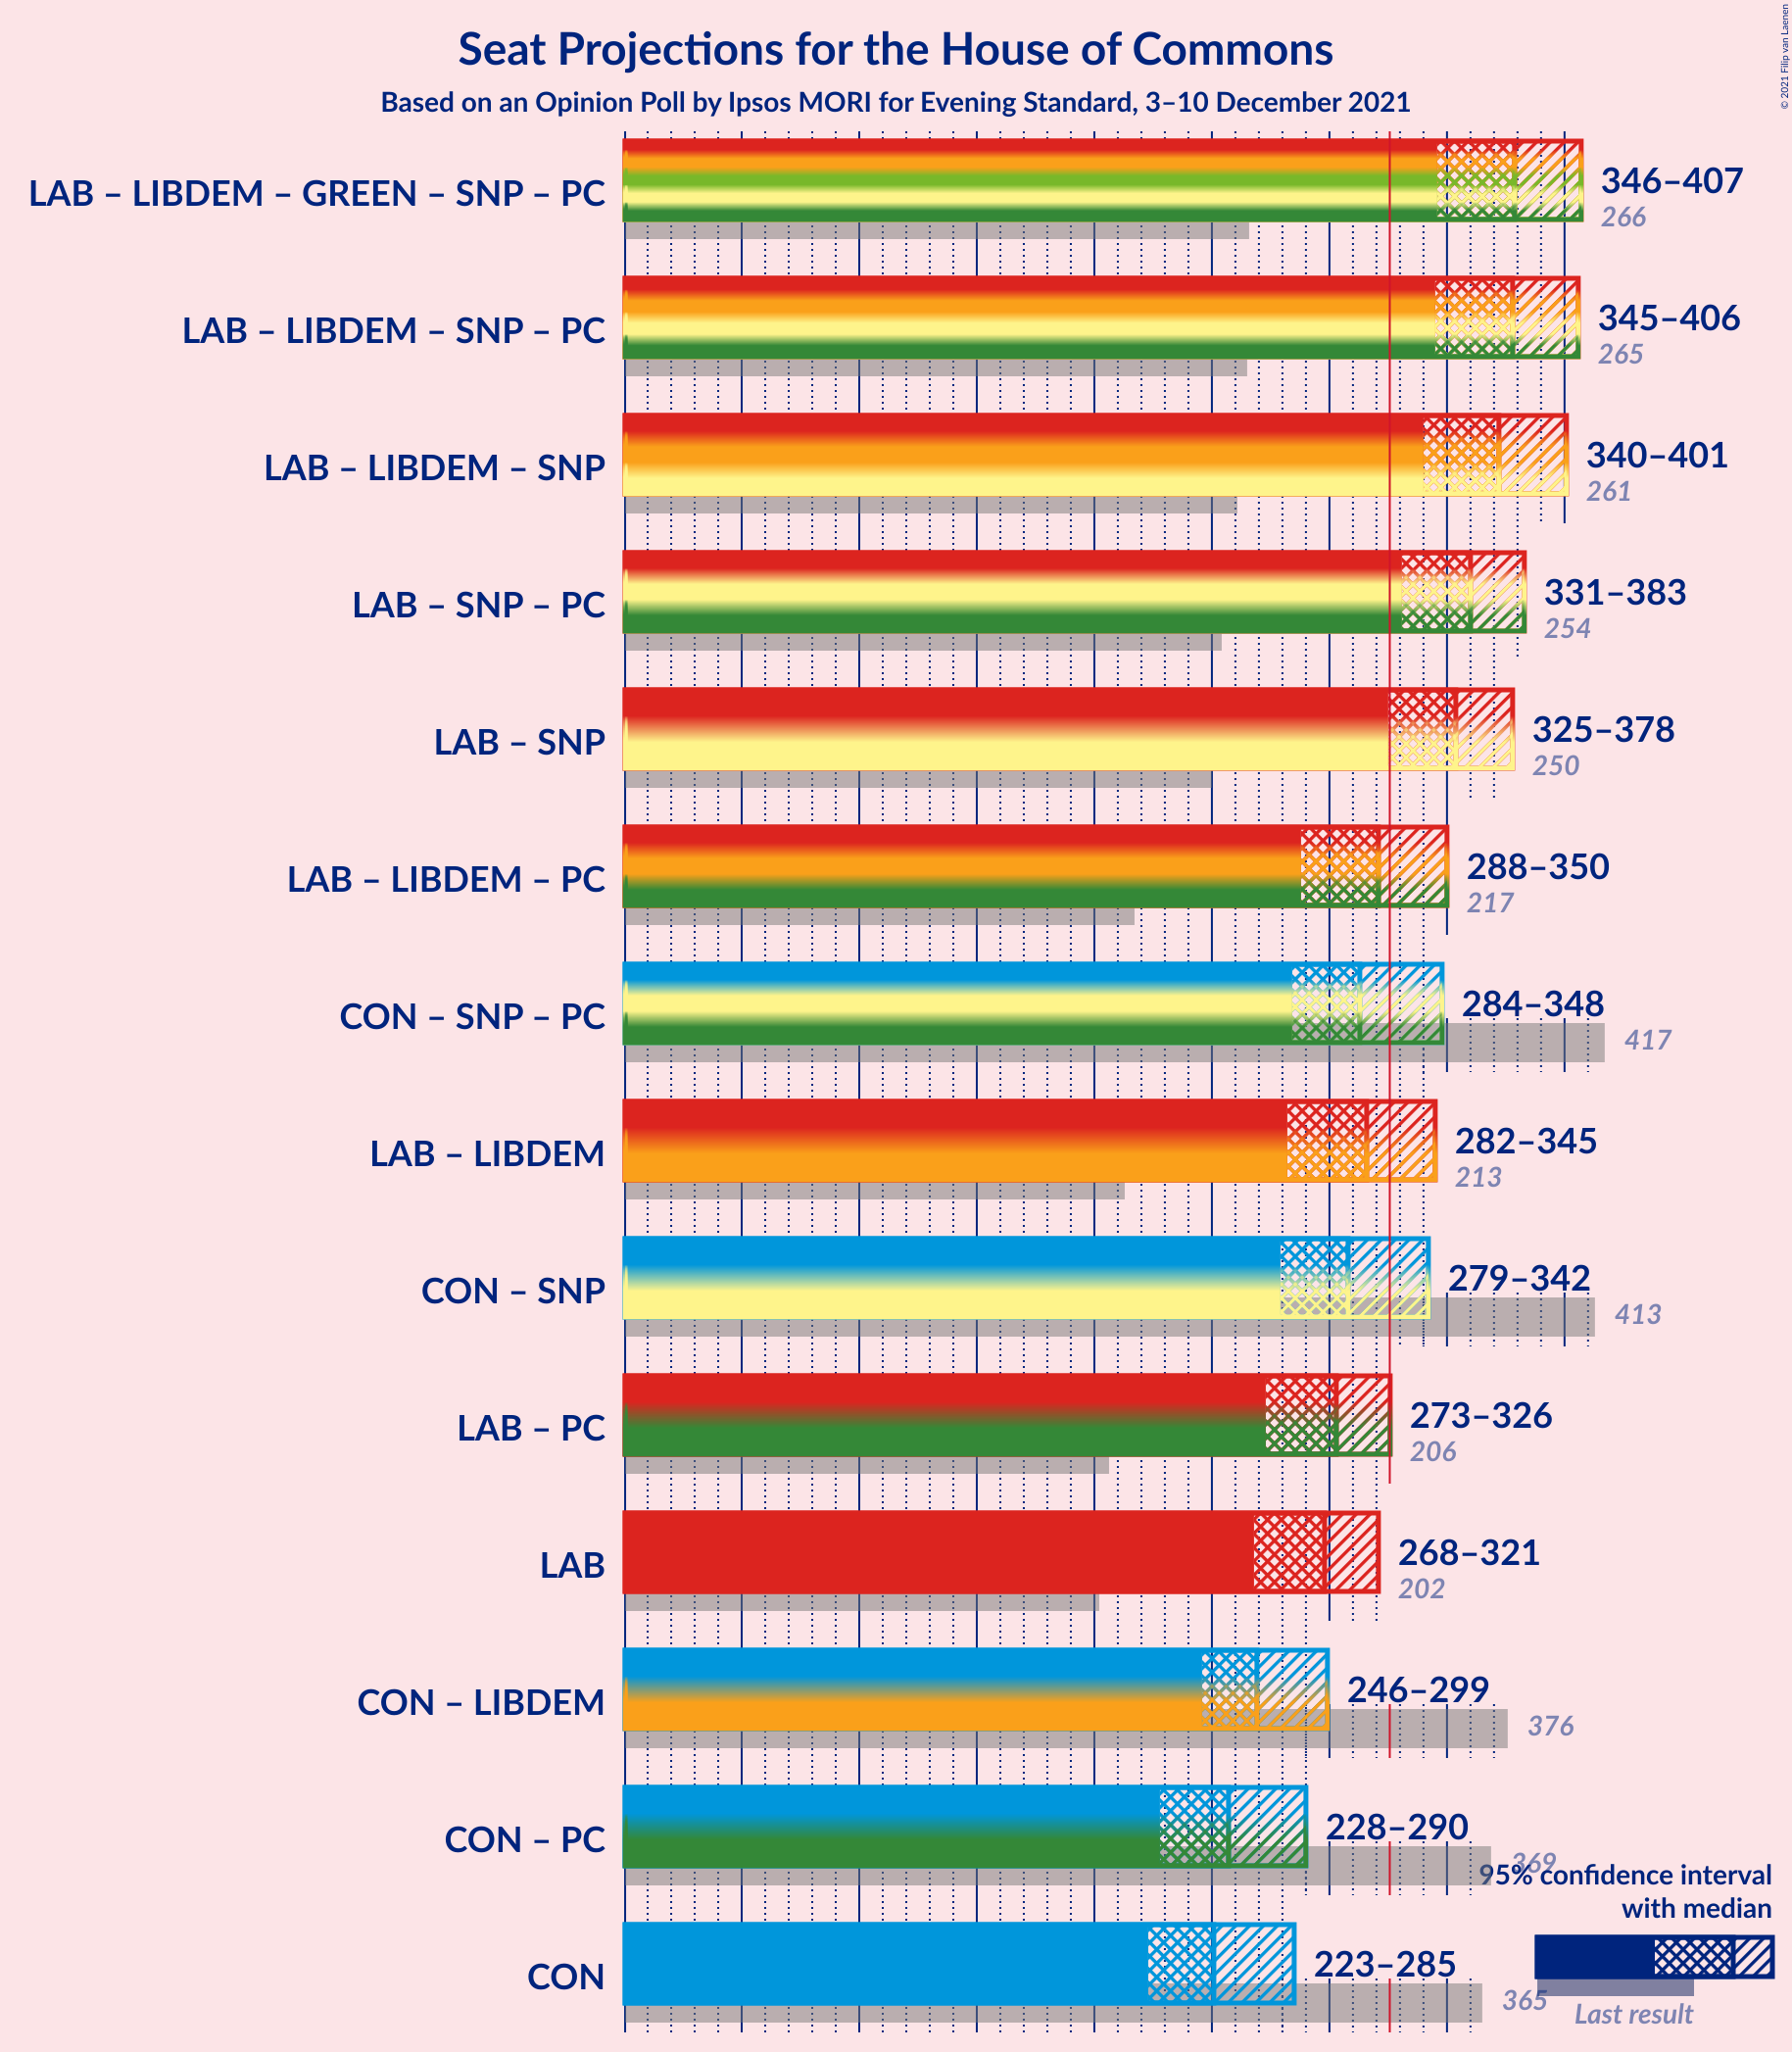 Seat Projections for the House of Commons
Based on an Opinion Poll by Ipsos MORI for Evening Standard, 3–10 December 2021
© 2021 Filip van Laenen
LAB – LIBDEM – GREEN – SNP – PC
346–407
266
LAB – LIBDEM – SNP – PC
345–406
265
LAB – LIBDEM – SNP
340–401
261
LAB – SNP – PC
331–383
254
LAB – SNP
325–378
250
LAB – LIBDEM – PC
288–350
217
CON – SNP – PC
284–348
417
LAB – LIBDEM
282–345
213
CON – SNP
279–342
413
LAB – PC
273–326
206
LAB
268–321
202
CON – LIBDEM
246–299
376
CON – PC
228–290
369
CON
223–285
365
95% confidence interval
with median
Last result